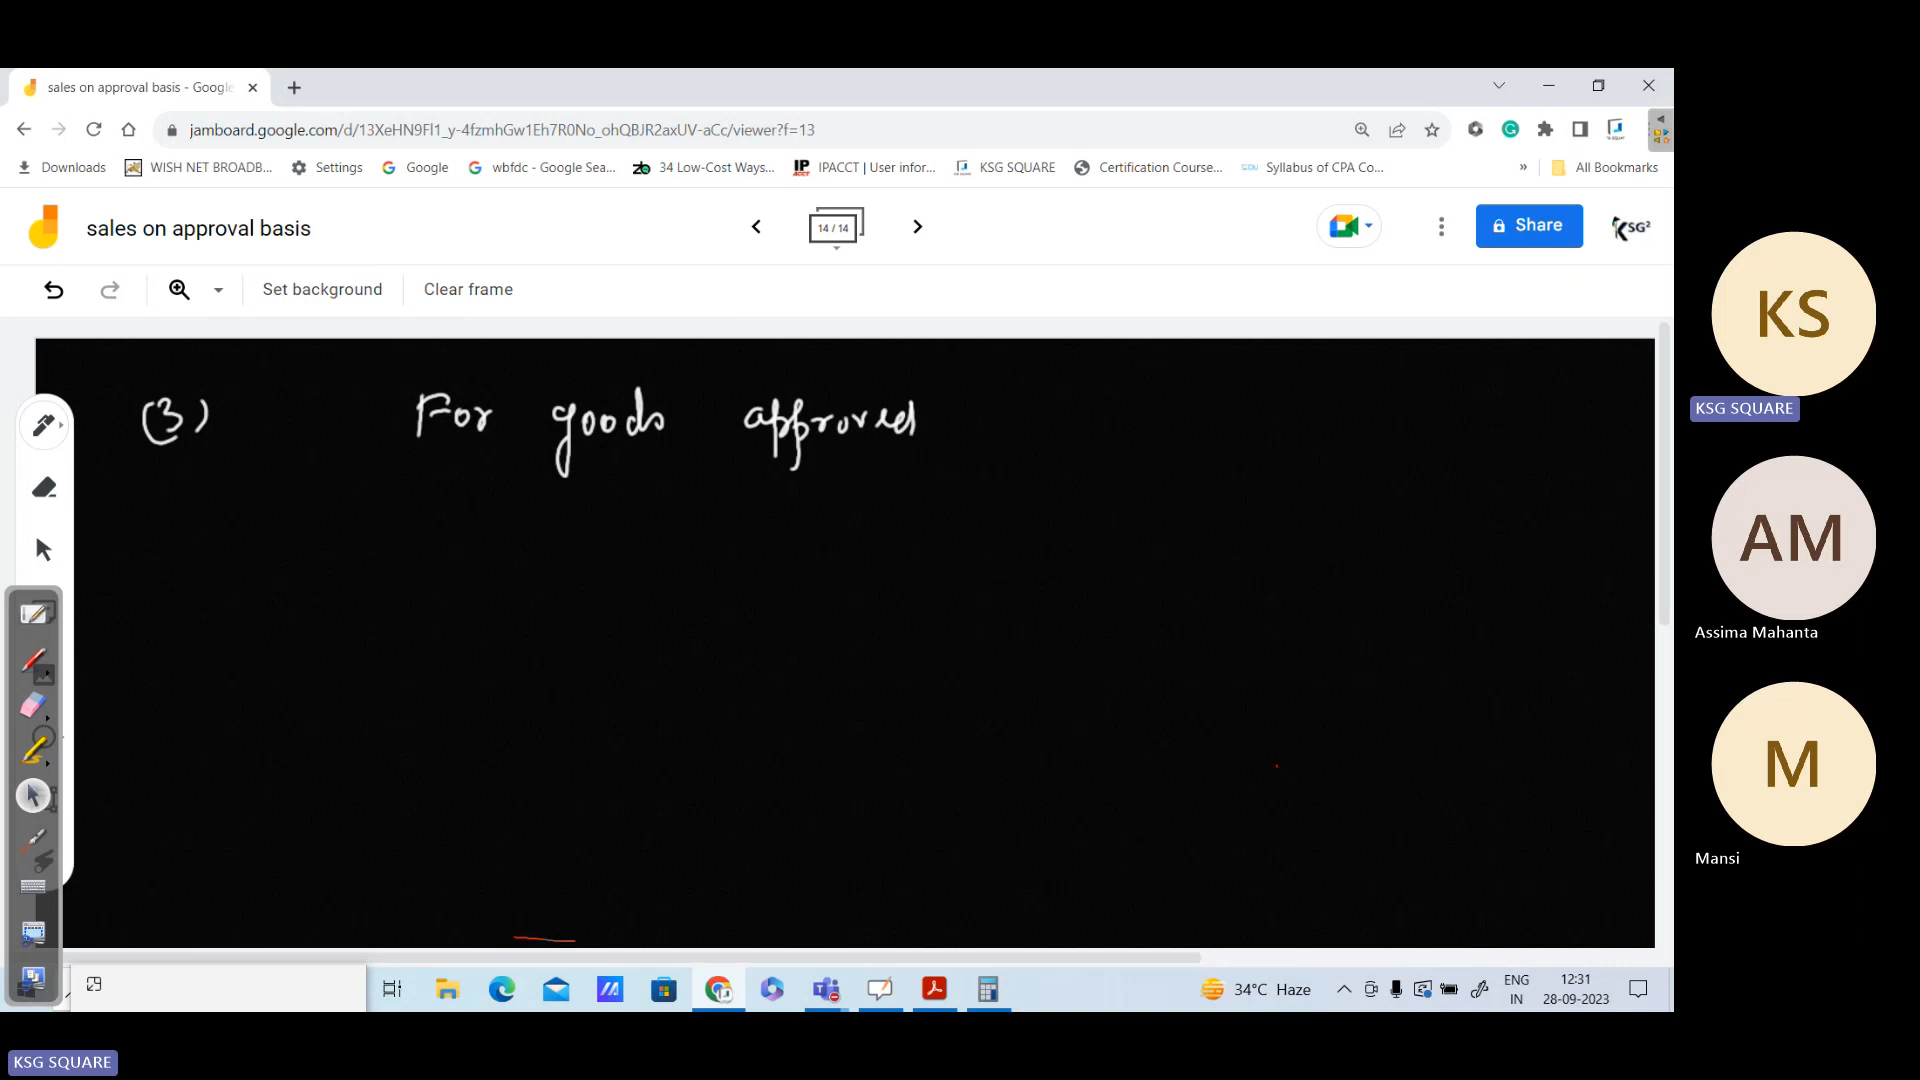 sales on approval basis - Google
jamboard.google.com/d/13XeHN9Fl1_y-4fzmhGw1Eh7R0No_ohQBJR2axUV-aCc/viewer?f=13
Downloads WISH NET BROADB... Settings Google wbfdc - Google Sea... 34 Low-Cost Ways... IPACCT | User infor... KSG SQUARE Certification Course... Syllabus of CPA Co... » All Bookmarks
sales on approval basis 14 / 14 Share KSG²
Set background Clear frame
(3) For goods approved
KS
KSG SQUARE
AM
Assima Mahanta
M
Mansi
34°C Haze ENG IN 12:31 28-09-2023
KSG SQUARE